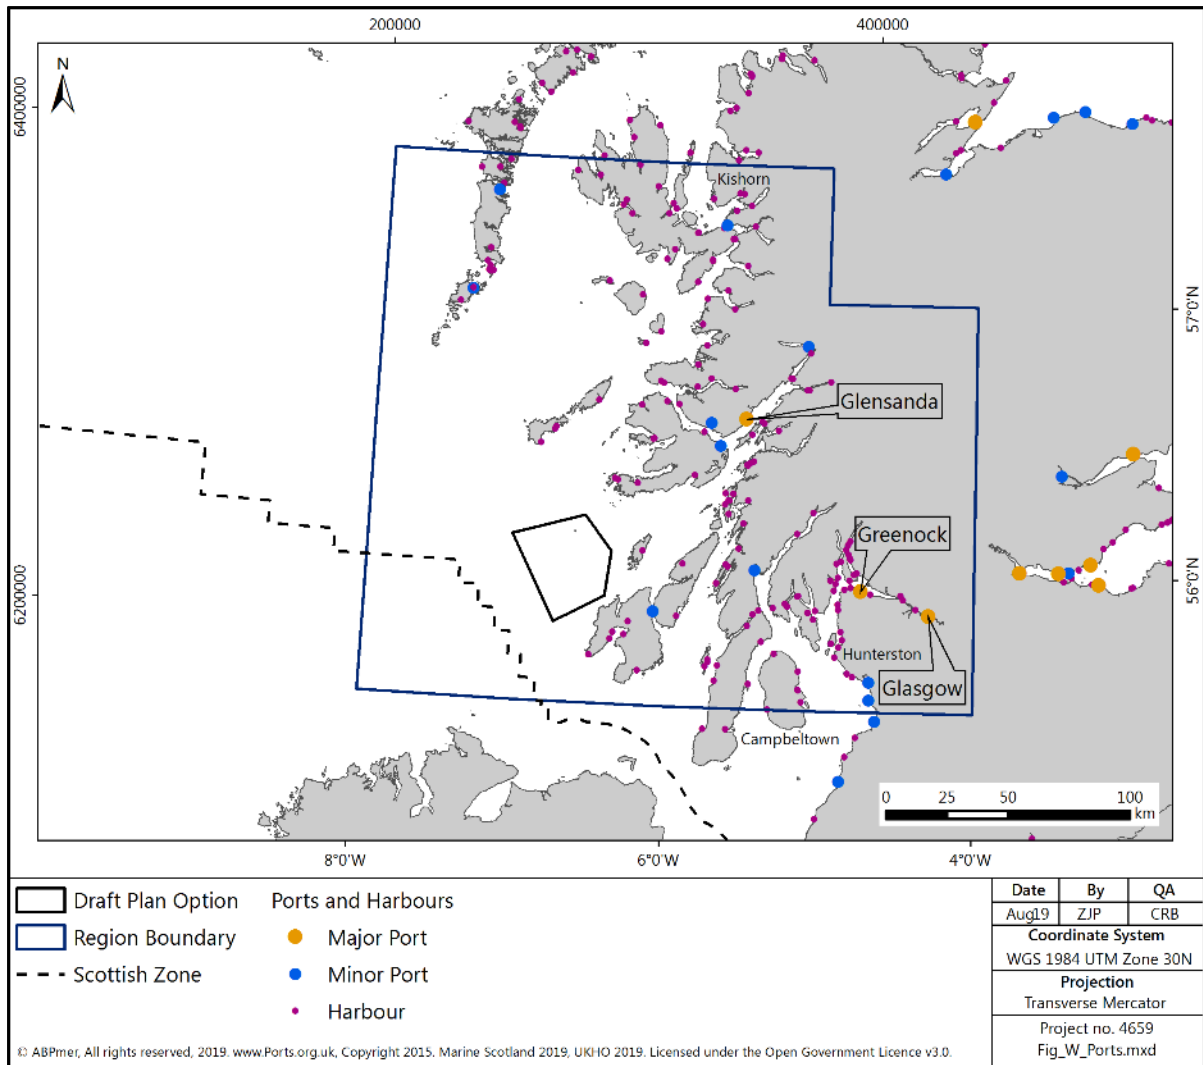 200000
400000
N
6400000
6200000
57°0'N
56°0'N
Kishorn
Glensanda
Greenock
Hunterston
Glasgow
Campbeltown
0 25 50 100
km
8°0'W
6°0'W
4°0'W
Draft Plan Option
Region Boundary
Scottish Zone
Ports and Harbours
Major Port
Minor Port
Harbour
Date By QA
Aug19 ZJP CRB
Coordinate System
WGS 1984 UTM Zone 30N
Projection
Transverse Mercator
Project no. 4659
Fig_W_Ports.mxd
© ABPmer, All rights reserved, 2019. www.Ports.org.uk, Copyright 2015. Marine Scotland 2019, UKHO 2019. Licensed under the Open Government Licence v3.0.